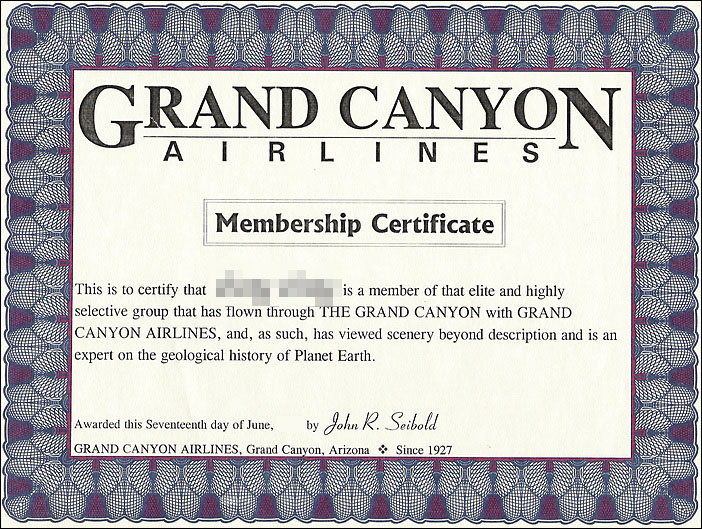 GRAND CANYON
AIRLINES
Membership Certificate
This is to certify that is a member of that elite and highly
selective group that has flown through THE GRAND CANYON with GRAND
CANYON AIRLINES, and, as such, has viewed scenery beyond description and is an
expert on the geological history of Planet Earth.
Awarded this Seventeenth day of June, by John R. Seibold
GRAND CANYON AIRLINES, Grand Canyon, Arizona ❖ Since 1927